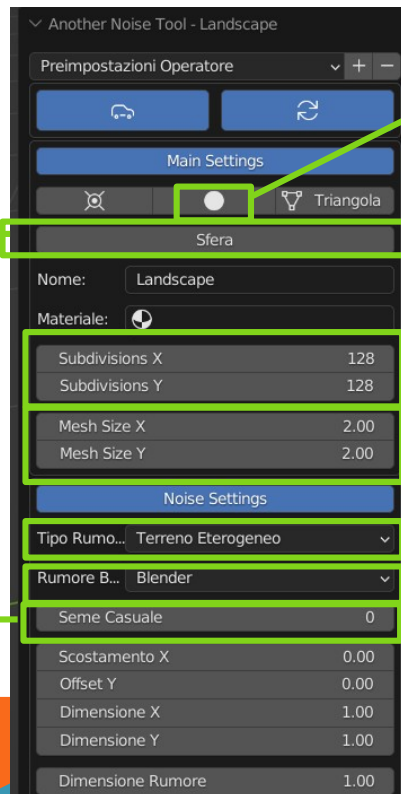 Another Noise Tool - Landscape
Preimpostazioni Operatore
Main Settings
Triangola
Sfera
Nome: Landscape
Materiale:
Subdivisions X 128
Subdivisions Y 128
Mesh Size X 2.00
Mesh Size Y 2.00
Noise Settings
Tipo Rumo... Terreno Eterogeneo
Rumore B... Blender
Seme Casuale 0
Scostamento X 0.00
Offset Y 0.00
Dimensione X 1.00
Dimensione Y 1.00
Dimensione Rumore 1.00